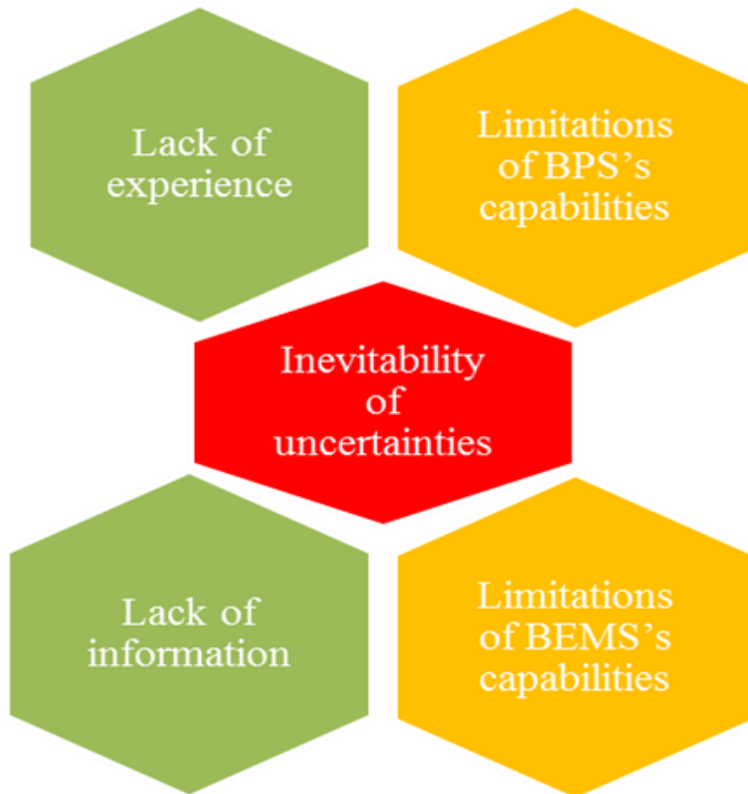 Lack of
experience
Limitations
of BPS’s
capabilities
Inevitability
of
uncertainties
Lack of
information
Limitations
of BEMS’s
capabilities